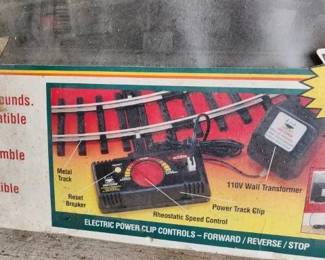 ounds.
atible
mble
ible
Metal
Track
Reset
Breaker
Rheostatic Speed Control
Power Track Clip
110V Wall Transformer
ELECTRIC POWER CLIP CONTROLS – FORWARD / REVERSE / STOP